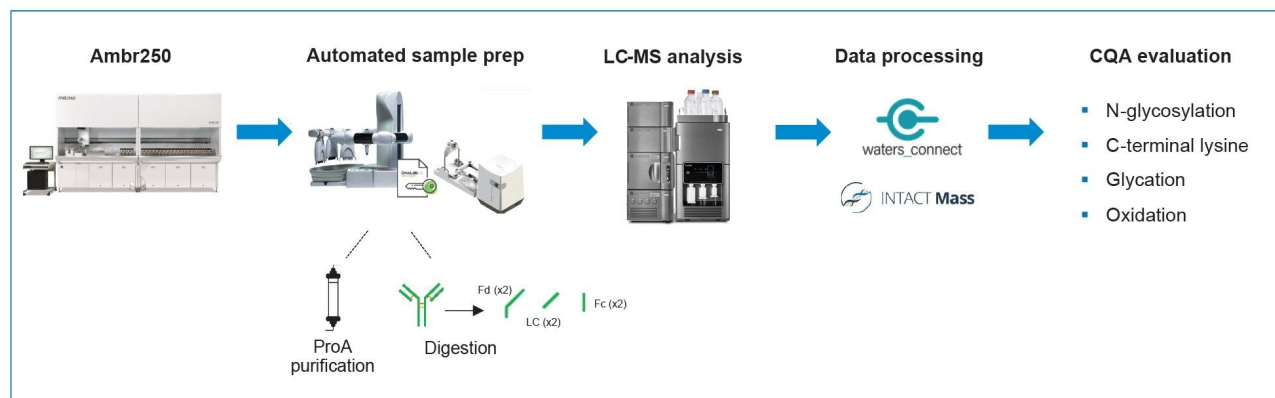 Ambr250
Automated sample prep
LC-MS analysis
Data processing
CQA evaluation
OneLab
waters_connect
INTACT Mass
N-glycosylation
C-terminal lysine
Glycation
Oxidation
Fd (x2)
LC (x2)
Fc (x2)
ProA
purification
Digestion